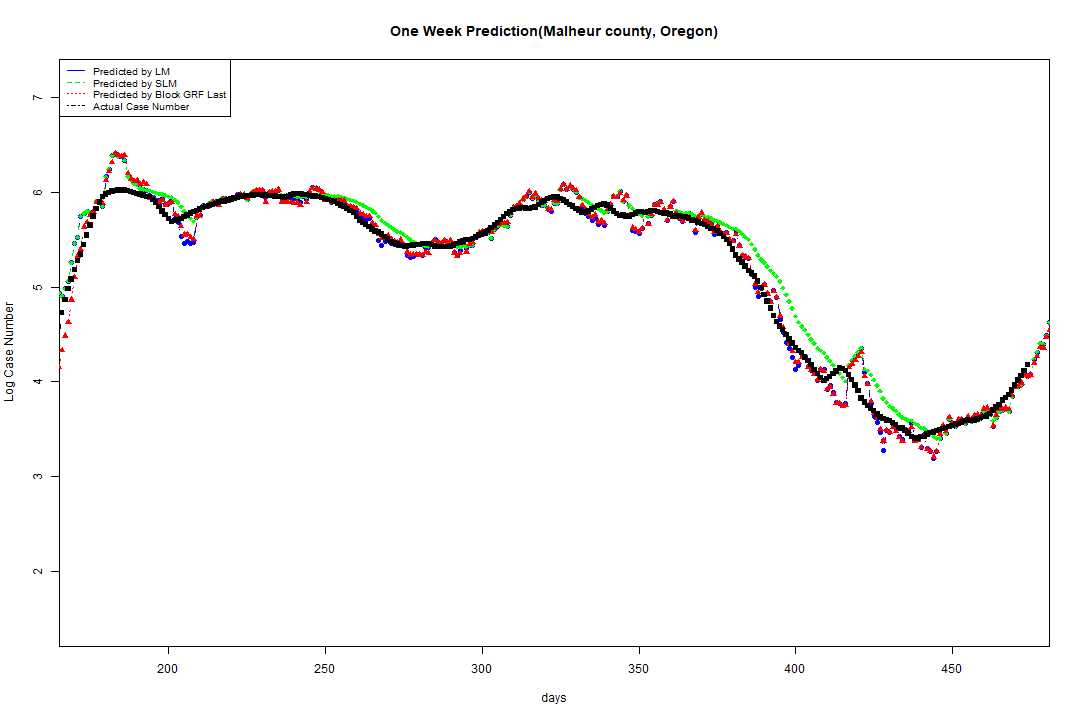 One Week Prediction(Malheur county, Oregon)
Predicted by LM
Predicted by SLM
Predicted by Block GRF Last
Actual Case Number
7
6
5
4
3
2
Log Case Number
200 250 300 350 400 450
days